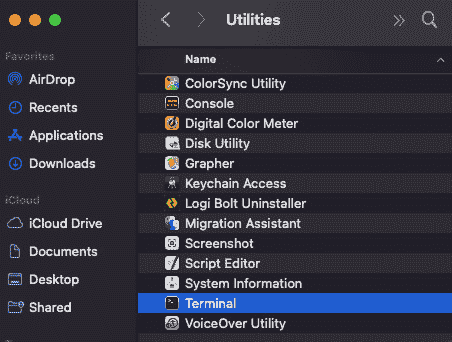 Utilities
Favorites
AirDrop
Recents
Applications
Downloads
iCloud
iCloud Drive
Documents
Desktop
Shared
Name
ColorSync Utility
Console
Digital Color Meter
Disk Utility
Grapher
Keychain Access
Logi Bolt Uninstaller
Migration Assistant
Screenshot
Script Editor
System Information
Terminal
VoiceOver Utility